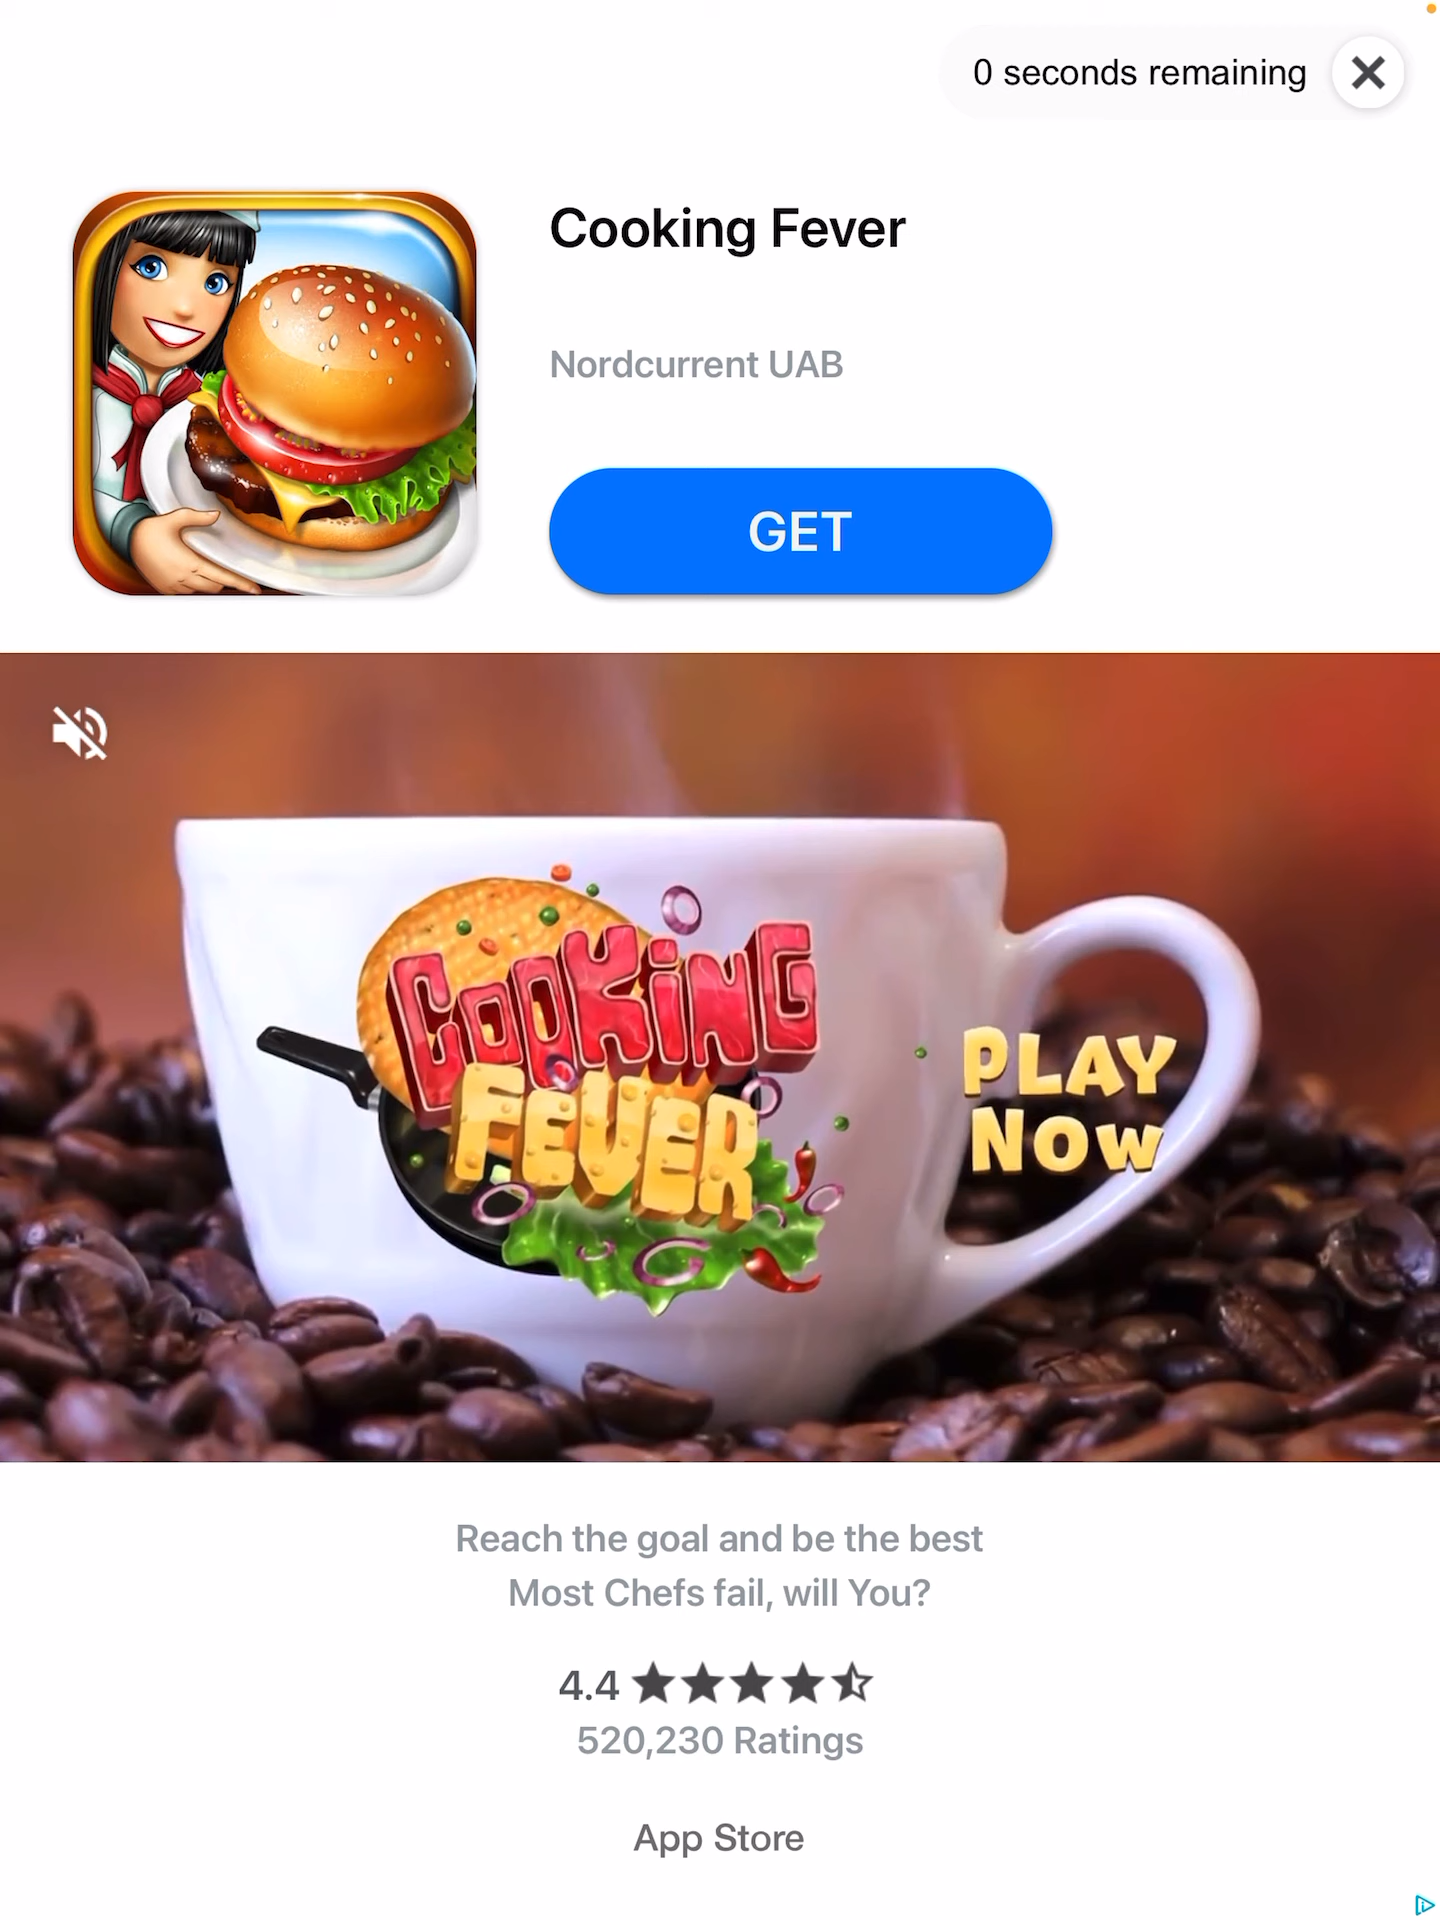 0 seconds remaining
Cooking Fever
Nordcurrent UAB
GET
COOKING
FEVER
PLAY
NOW
Reach the goal and be the best
Most Chefs fail, will You?
4.4
520,230 Ratings
App Store